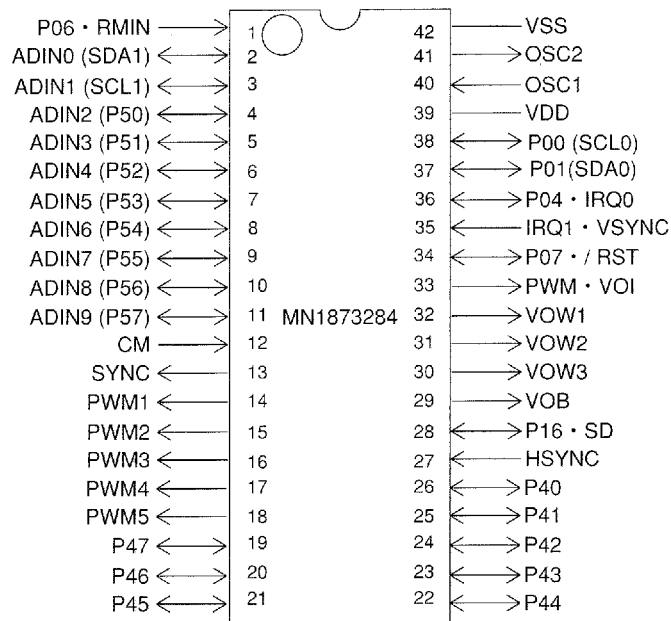 P06・RMIN 1 42 VSS
ADIN0 (SDA1) 2 41 OSC2
ADIN1 (SCL1) 3 40 OSC1
ADIN2 (P50) 4 39 VDD
ADIN3 (P51) 5 38 P00 (SCL0)
ADIN4 (P52) 6 37 P01(SDA0)
ADIN5 (P53) 7 36 P04・IRQ0
ADIN6 (P54) 8 35 IRQ1・VSYNC
ADIN7 (P55) 9 34 P07・/ RST
ADIN8 (P56) 10 33 PWM・VOI
ADIN9 (P57) 11 MN1873284 32 VOW1
CM 12 31 VOW2
SYNC 13 30 VOW3
PWM1 14 29 VOB
PWM2 15 28 P16・SD
PWM3 16 27 HSYNC
PWM4 17 26 P40
PWM5 18 25 P41
P47 19 24 P42
P46 20 23 P43
P45 21 22 P44